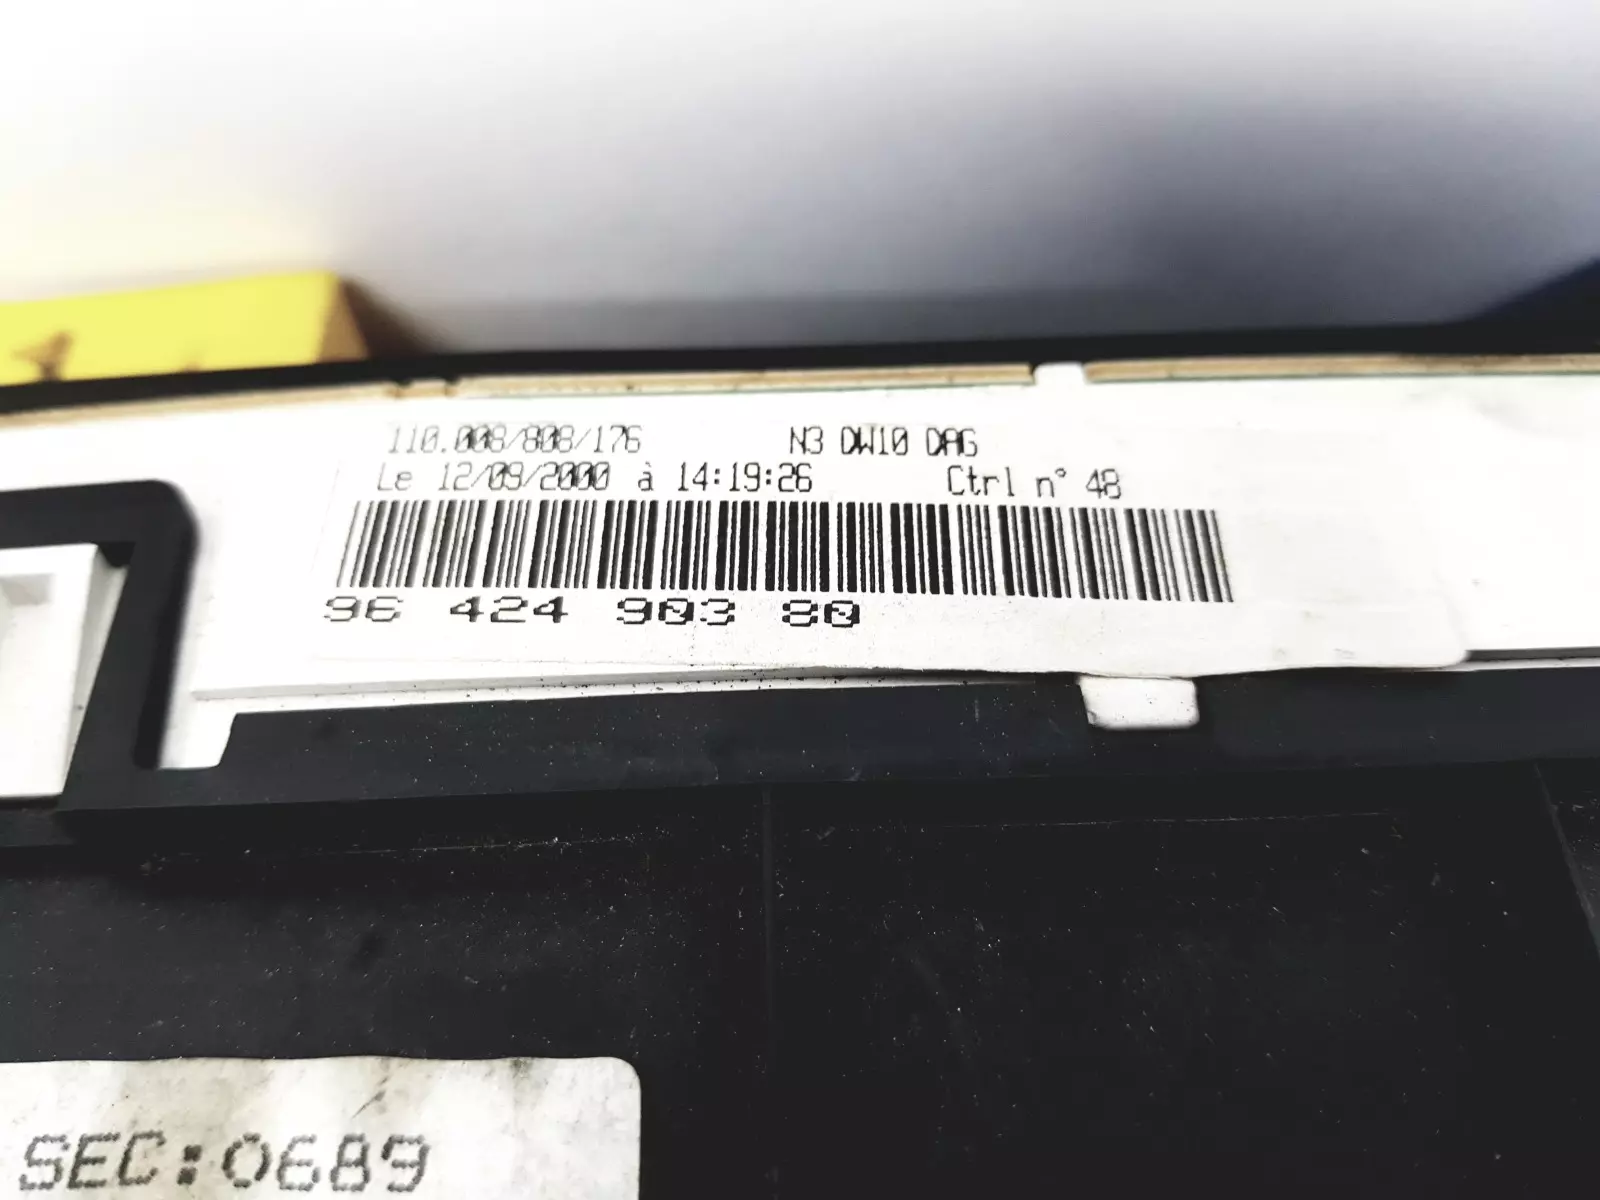 110.008/808/176 N3 DW10 DAG
Le 12/09/2000 à 14:19:26 Ctrl n° 48
96 424 903 80
SEC:0689